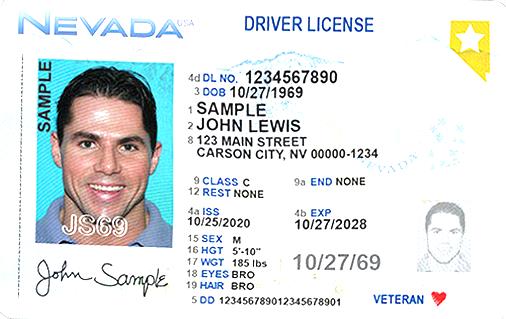 NEVADA USA DRIVER LICENSE
SAMPLE
4d DL NO. 1234567890
3 DOB 10/27/1969
1 SAMPLE
2 JOHN LEWIS
8 123 MAIN STREET
CARSON CITY, NV 00000-1234
9 CLASS C 9a END NONE
12 REST NONE
4a ISS 4b EXP
10/25/2020 10/27/2028
15 SEX M
16 HGT 5'-10"
17 WGT 185 lbs
18 EYES BRO
19 HAIR BRO
5 DD 12345678901234567890​1
10/27/69
VETERAN
JS69
John Sample
NEVADA